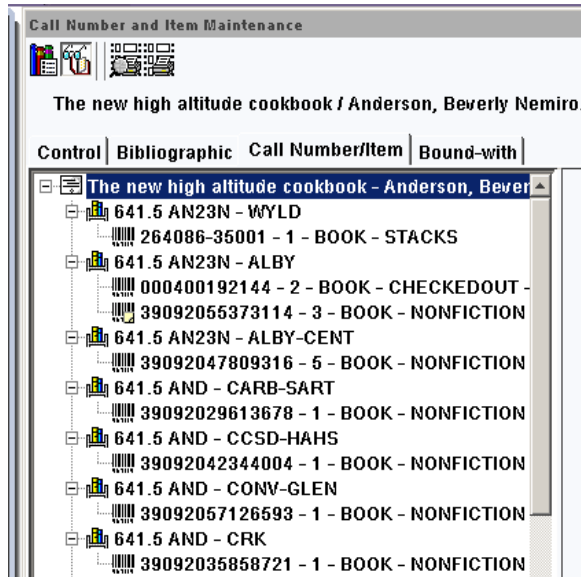 Call Number and Item Maintenance
The new high altitude cookbook / Anderson, Beverly Nemiro,
Control Bibliographic Call Number/Item Bound-with
The new high altitude cookbook - Anderson, Bever
641.5 AN23N - WYLD
264086-35001 - 1 - BOOK - STACKS
641.5 AN23N - ALBY
000400192144 - 2 - BOOK - CHECKEDOUT -
39092055373114 - 3 - BOOK - NONFICTION
641.5 AN23N - ALBY-CENT
39092047809316 - 5 - BOOK - NONFICTION
641.5 AND - CARB-SART
39092029613678 - 1 - BOOK - NONFICTION
641.5 AND - CCSD-HAHS
39092042344004 - 1 - BOOK - NONFICTION
641.5 AND - CONV-GLEN
39092057126593 - 1 - BOOK - NONFICTION
641.5 AND - CRK
39092035858721 - 1 - BOOK - NONFICTION